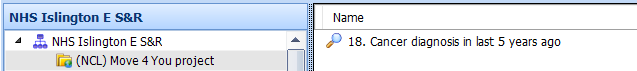 NHS Islington E S&R
Name
NHS Islington E S&R
18. Cancer diagnosis in last 5 years ago
(NCL) Move 4 You project